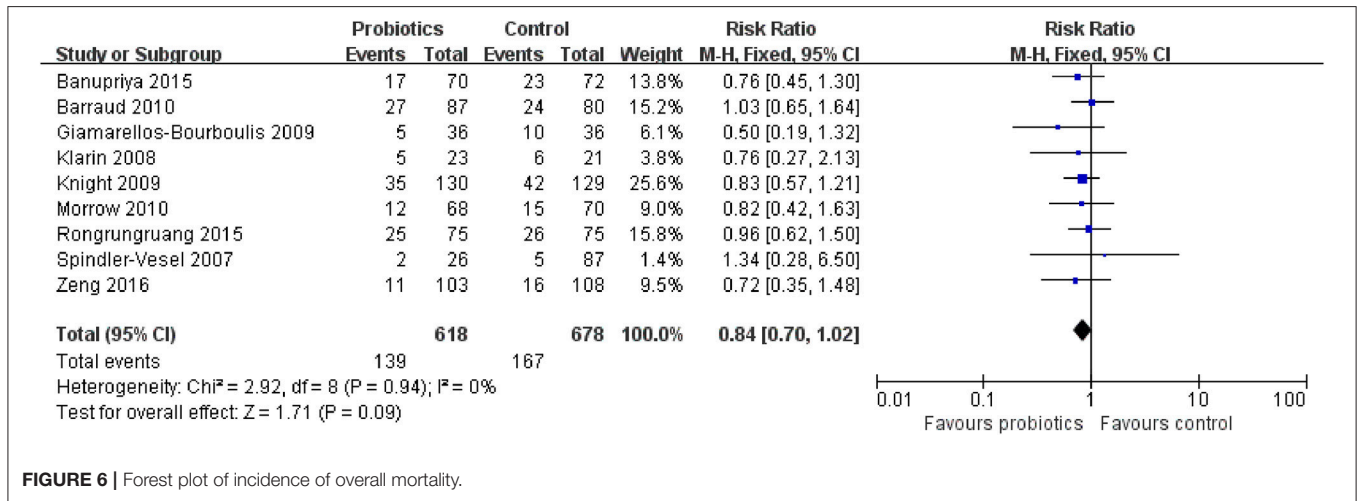 Probiotics Control Risk Ratio Risk Ratio
Study or Subgroup Events Total Events Total Weight M-H, Fixed, 95% CI M-H, Fixed, 95% CI
Banupriya 2015 17 70 23 72 13.8% 0.76 [0.45, 1.30]
Barraud 2010 27 87 24 80 15.2% 1.03 [0.65, 1.64]
Giamarellos-Bourboulis 2009 5 36 10 36 6.1% 0.50 [0.19, 1.32]
Klarin 2008 5 23 6 21 3.8% 0.76 [0.27, 2.13]
Knight 2009 35 130 42 129 25.6% 0.83 [0.57, 1.21]
Morrow 2010 12 68 15 70 9.0% 0.82 [0.42, 1.63]
Rongrungruang 2015 25 75 26 75 15.8% 0.96 [0.62, 1.50]
Spindler-Vesel 2007 2 26 5 87 1.4% 1.34 [0.28, 6.50]
Zeng 2016 11 103 16 108 9.5% 0.72 [0.35, 1.48]
Total (95% CI) 618 678 100.0% 0.84 [0.70, 1.02]
Total events 139 167
Heterogeneity: Chi² = 2.92, df = 8 (P = 0.94); I² = 0%
Test for overall effect: Z = 1.71 (P = 0.09)
0.01 0.1 1 10 100
Favours probiotics Favours control
FIGURE 6 | Forest plot of incidence of overall mortality.